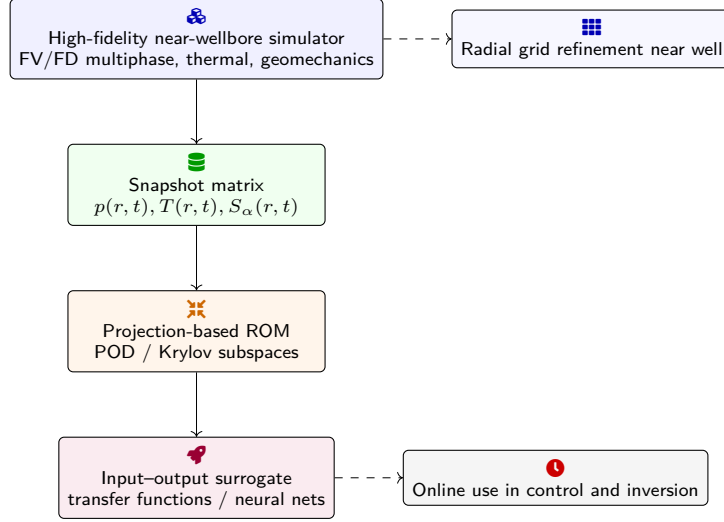 High-fidelity near-wellbore simulator
FV/FD multiphase, thermal, geomechanics
Radial grid refinement near well
Snapshot matrix
p(r, t), T(r, t), S_α(r, t)
Projection-based ROM
POD / Krylov subspaces
Input–output surrogate
transfer functions / neural nets
Online use in control and inversion